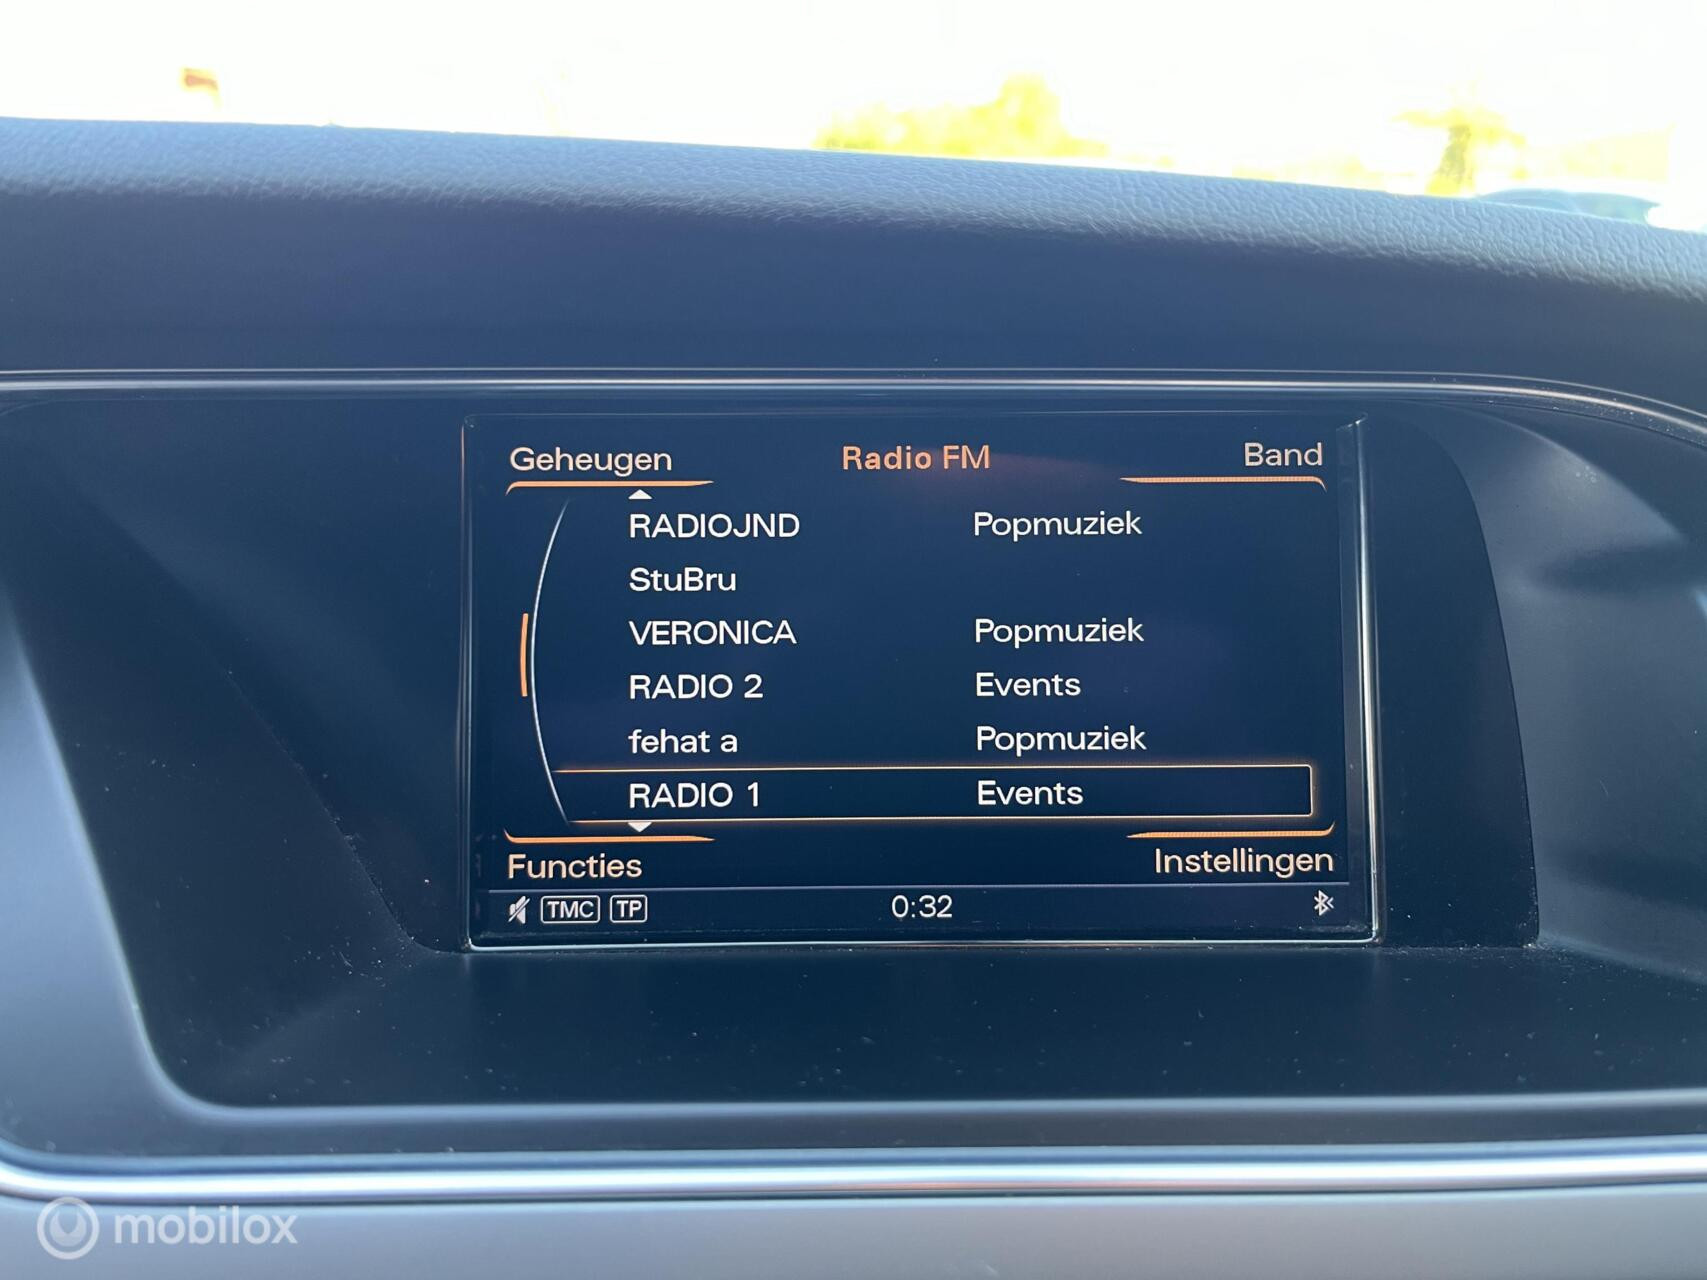 Geheugen Radio FM Band
RADIOJND Popmuziek
StuBru
VERONICA Popmuziek
RADIO 2 Events
fehat a Popmuziek
RADIO 1 Events
Functies Instellingen
TMC TP 0:32
mobilox